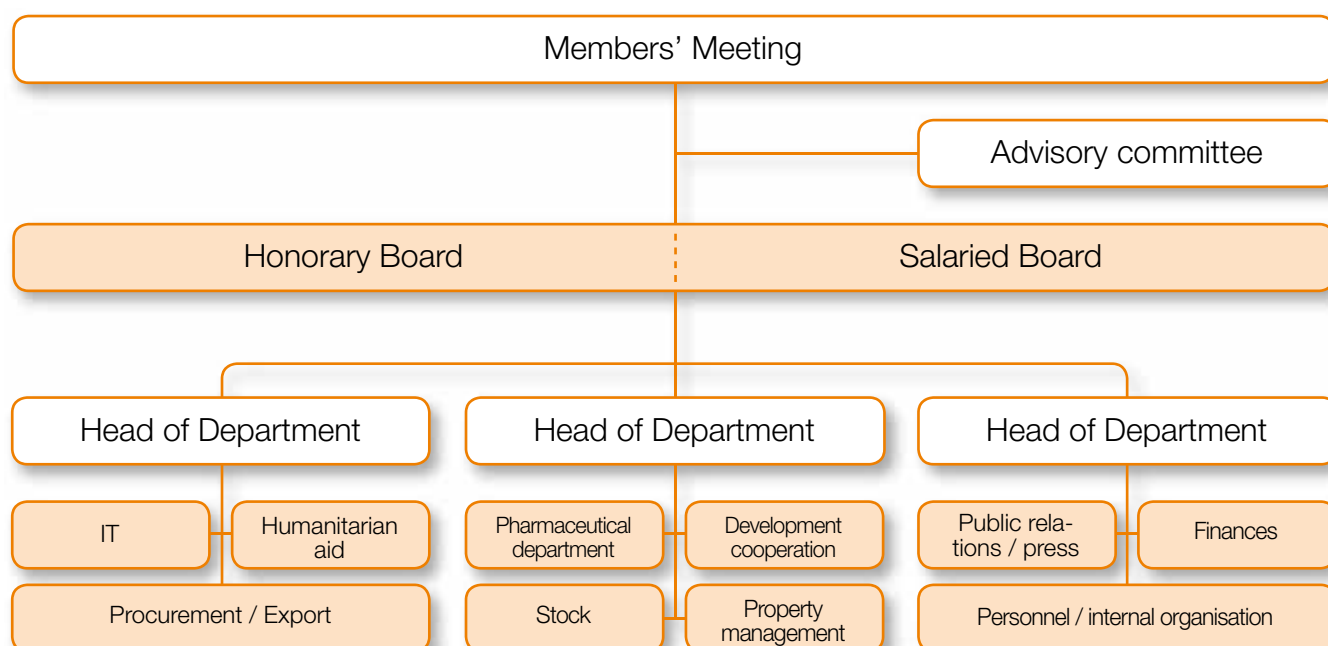 Members’ Meeting
Advisory committee
Honorary Board
Salaried Board
Head of Department
Head of Department
Head of Department
IT
Humanitarian
aid
Pharmaceutical
department
Development
cooperation
Public rela-
tions / press
Finances
Procurement / Export
Stock
Property
management
Personnel / internal organisation